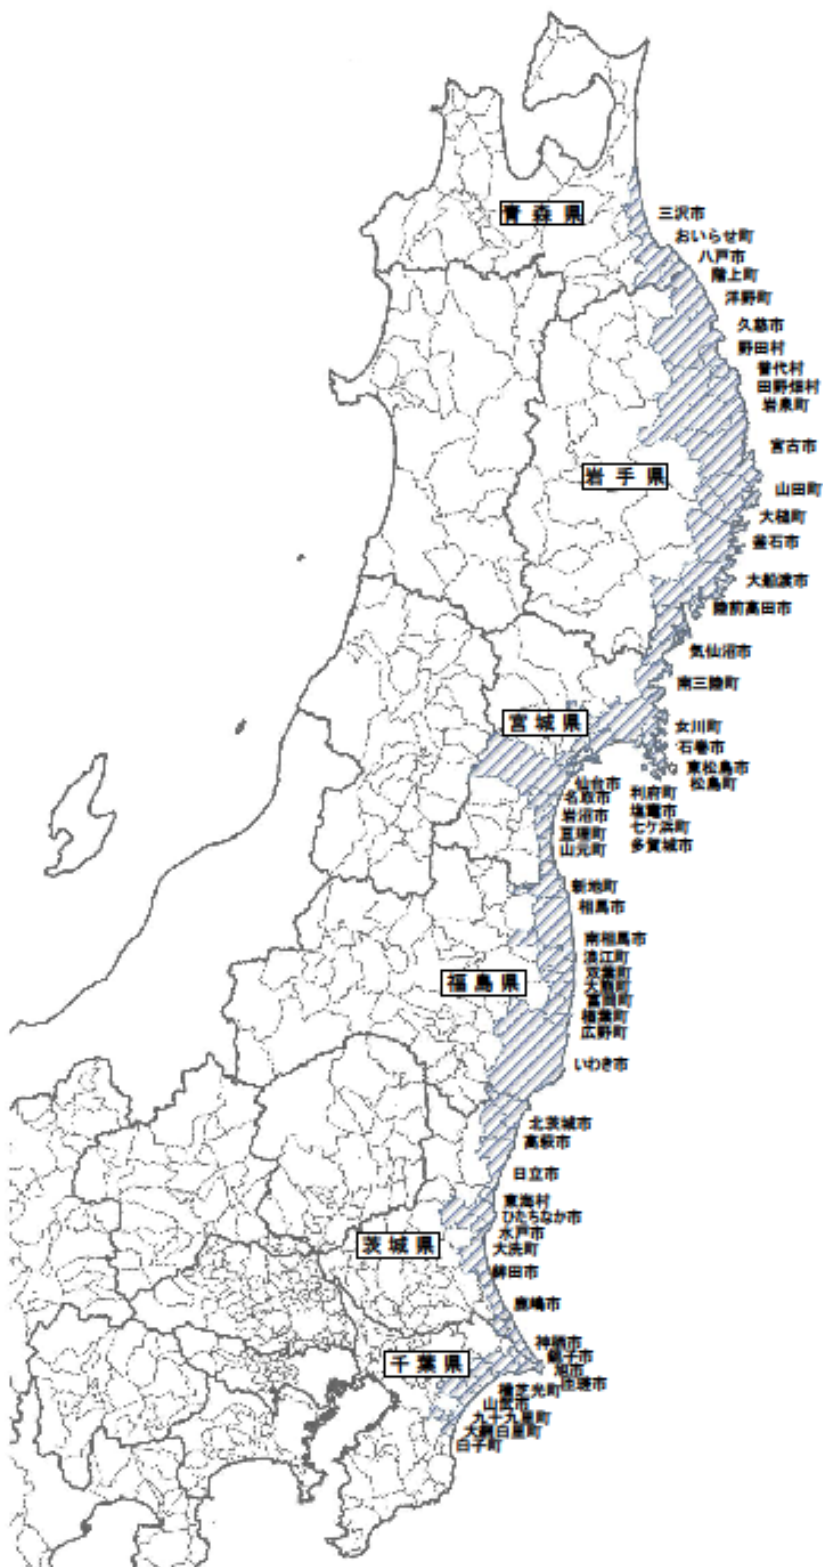 青森県
三沢市
おいらせ町
八戸市
階上町
洋野町
久慈市
野田村
普代村
田野畑村
岩泉町
宮古市
岩手県
山田町
大槌町
釜石市
大船渡市
陸前高田市
気仙沼市
南三陸町
宮城県
女川町
石巻市
東松島市
松島町
仙台市
利府町
名取市
塩竈市
岩沼市
七ケ浜町
亘理町
多賀城市
山元町
新地町
相馬市
南相馬市
浪江町
福島県
双葉町
大熊町
富岡町
楢葉町
広野町
いわき市
北茨城市
高萩市
日立市
東海村
ひたちなか市
水戸市
茨城県
大洗町
鉾田市
鹿嶋市
神栖市
銚子市
千葉県
旭市
匝瑳市
横芝光町
山武市
九十九里町
大網白里町
白子町